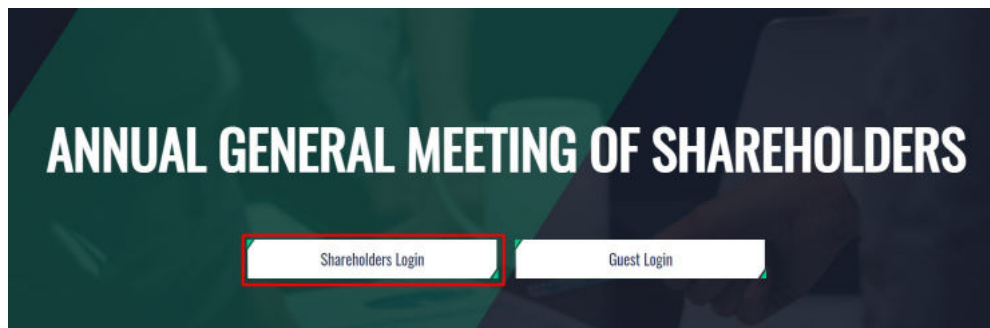 ANNUAL GENERAL MEETING OF SHAREHOLDERS
Shareholders Login
Guest Login